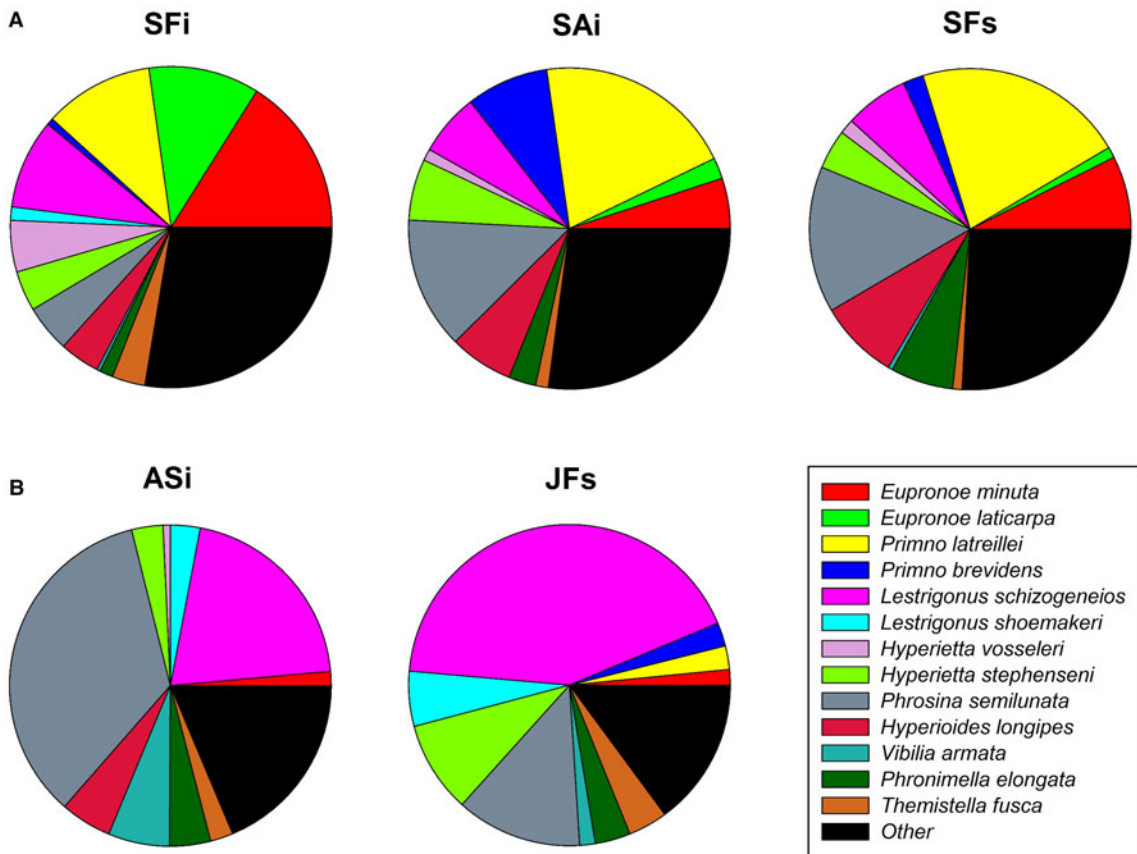 A
SFi
SAi
SFs
B
ASi
JFs
Eupronoe minuta
Eupronoe laticarpa
Primno latreillei
Primno brevidens
Lestrigonus schizogeneios
Lestrigonus shoemakeri
Hyperietta vosseleri
Hyperietta stephenseni
Phrosina semilunata
Hyperioides longipes
Vibilia armata
Phronimella elongata
Themistella fusca
Other